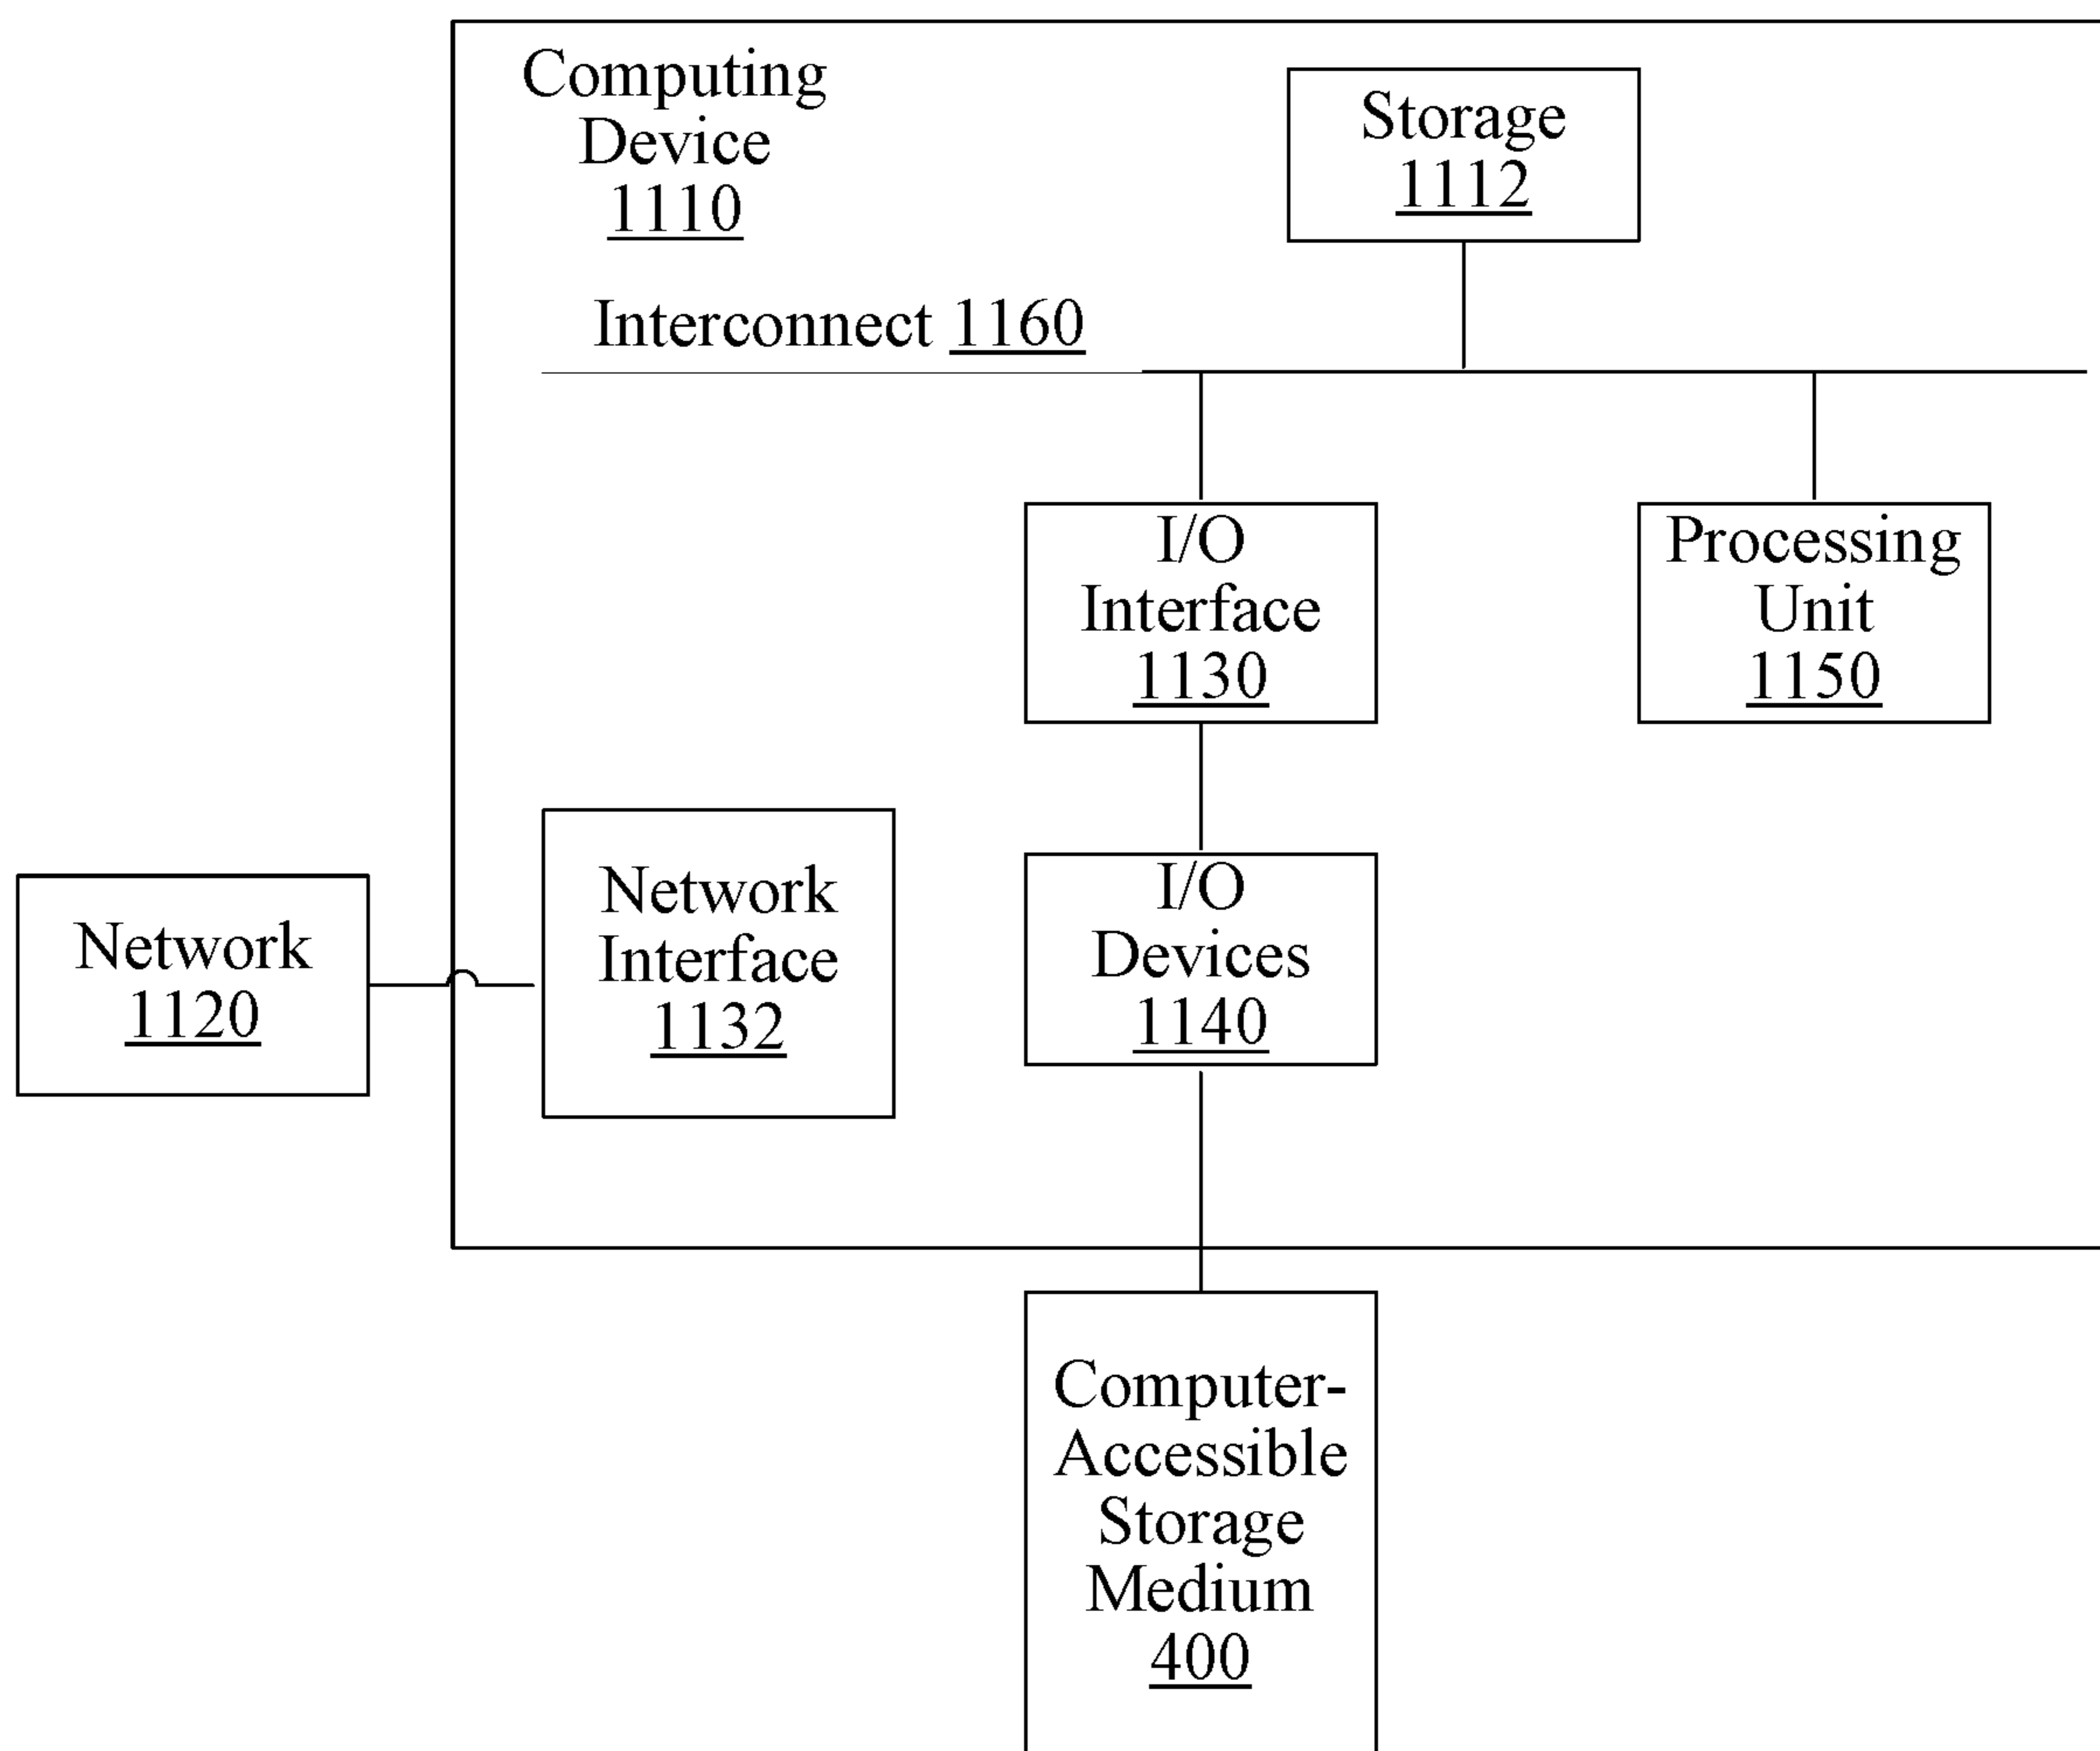 Computing
Device
1110
Storage
1112
Interconnect 1160
I/O
Interface
1130
Processing
Unit
1150
Network
1120
Network
Interface
1132
I/O
Devices
1140
Computer-
Accessible
Storage
Medium
400